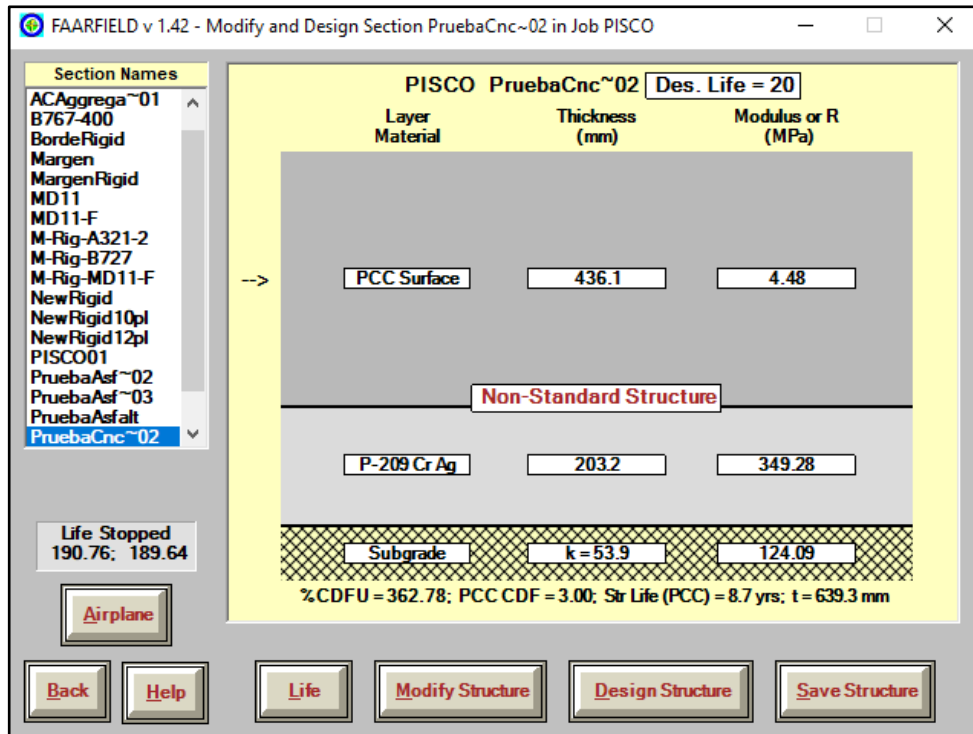 FAARFIELD v 1.42 - Modify and Design Section PruebaCnc~02 in Job PISCO
Section Names
ACAggrega~01
B767-400
BordeRigid
Margen
MargenRigid
MD11
MD11-F
M-Rig-A321-2
M-Rig-B727
M-Rig-MD11-F
NewRigid
NewRigid10pl
NewRigid12pl
PISCO01
PruebaAsf~02
PruebaAsf~03
PruebaAsfalt
PruebaCnc~02
Life Stopped
190.76; 189.64
Airplane
Back
Help
PISCO PruebaCnc~02 Des. Life = 20
Layer Material
Thickness (mm)
Modulus or R (MPa)
--> PCC Surface 436.1 4.48
Non-Standard Structure
P-209 Cr Ag 203.2 349.28
Subgrade k = 53.9 124.09
%CDFU = 362.78; PCC CDF = 3.00; Str Life (PCC) = 8.7 yrs; t = 639.3 mm
Life
Modify Structure
Design Structure
Save Structure